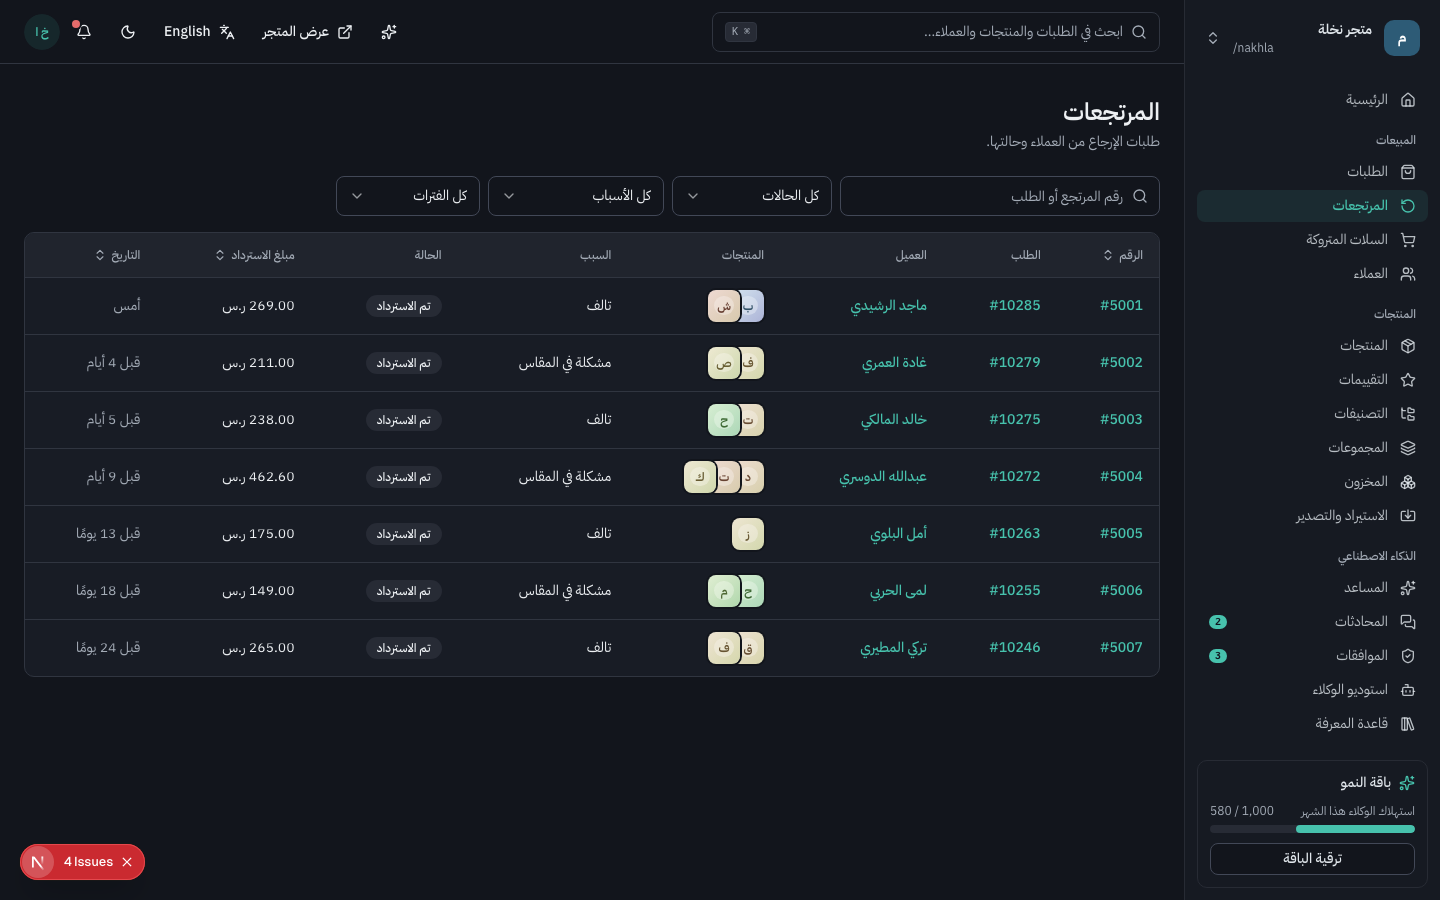 متجر نخلة
/nakhla
م
الرئيسية
المبيعات
الطلبات
المرتجعات
السلات المتروكة
العملاء
المنتجات
المنتجات
التقييمات
التصنيفات
المجموعات
المخزون
الاستيراد والتصدير
الذكاء الاصطناعي
المساعد
المحادثات 2
الموافقات 3
استوديو الوكلاء
قاعدة المعرفة
باقة النمو
استهلاك الوكلاء هذا الشهر 580 / 1,000
ترقية الباقة
ابحث في الطلبات والمنتجات والعملاء... ⌘ K
عرض المتجر
English
خ ا
المرتجعات
طلبات الإرجاع من العملاء وحالتها.
رقم المرتجع أو الطلب كل الحالات كل الأسباب كل الفترات
الرقم الطلب العميل المنتجات السبب الحالة مبلغ الاسترداد التاريخ
#5001 #10285 ماجد الرشيدي ب ش تالف تم الاسترداد 269.00 ر.س أمس
#5002 #10279 غادة العمري ف ص مشكلة في المقاس تم الاسترداد 211.00 ر.س قبل 4 أيام
#5003 #10275 خالد المالكي ت ح تالف تم الاسترداد 238.00 ر.س قبل 5 أيام
#5004 #10272 عبدالله الدوسري د ت ك مشكلة في المقاس تم الاسترداد 462.60 ر.س قبل 9 أيام
#5005 #10263 أمل البلوي ز تالف تم الاسترداد 175.00 ر.س قبل 13 يومًا
#5006 #10255 لمى الحربي ح م مشكلة في المقاس تم الاسترداد 149.00 ر.س قبل 18 يومًا
#5007 #10246 تركي المطيري ق ف تالف تم الاسترداد 265.00 ر.س قبل 24 يومًا
N 4 Issues